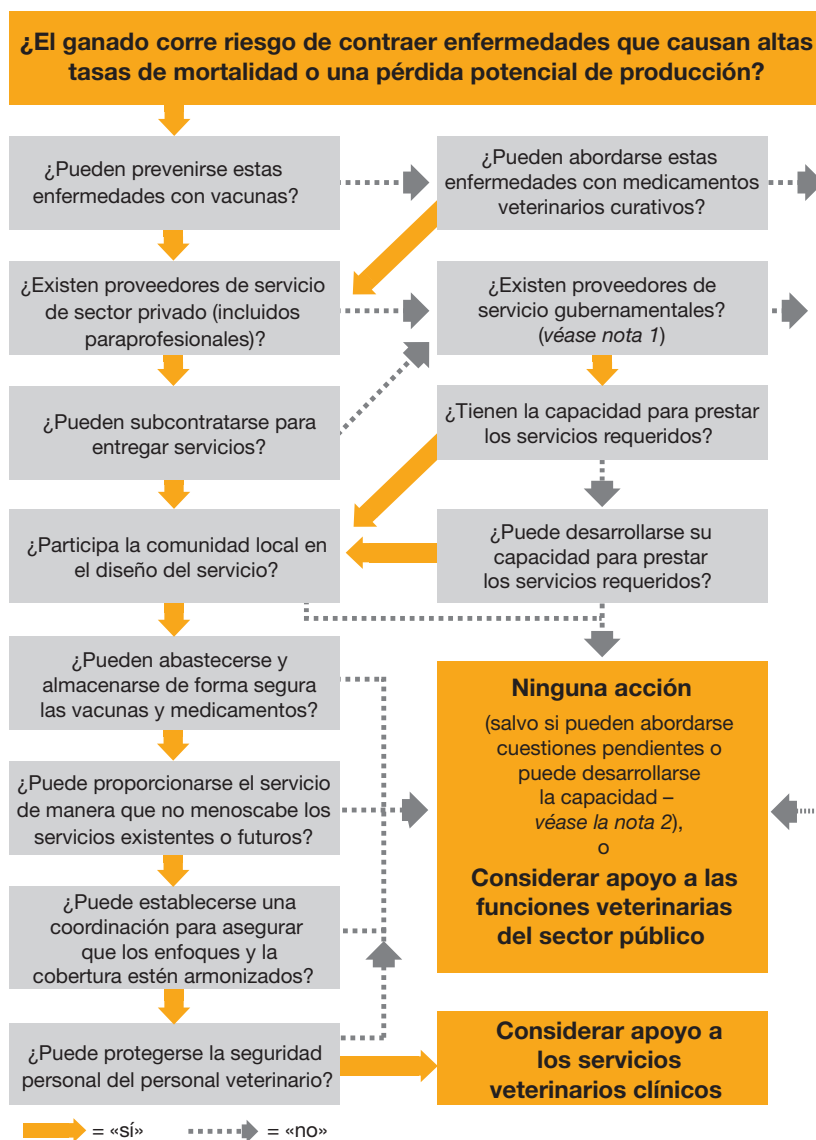 ¿El ganado corre riesgo de contraer enfermedades que causan altas
tasas de mortalidad o una pérdida potencial de producción?
¿Pueden prevenirse estas
enfermedades con vacunas?
¿Pueden abordarse estas
enfermedades con medicamentos
veterinarios curativos?
¿Existen proveedores de servicio
de sector privado (incluidos
paraprofesionales)?
¿Existen proveedores de
servicio gubernamentales?
(véase nota 1)
¿Pueden subcontratarse para
entregar servicios?
¿Tienen la capacidad para prestar
los servicios requeridos?
¿Participa la comunidad local en
el diseño del servicio?
¿Puede desarrollarse su
capacidad para prestar
los servicios requeridos?
¿Pueden abastecerse y
almacenarse de forma segura
las vacunas y medicamentos?
¿Puede proporcionarse el servicio
de manera que no menoscabe los
servicios existentes o futuros?
¿Puede establecerse una
coordinación para asegurar
que los enfoques y la
cobertura estén armonizados?
Ninguna acción
(salvo si pueden abordarse
cuestiones pendientes o
puede desarrollarse
la capacidad –
véase la nota 2),
o
Considerar apoyo a las
funciones veterinarias
del sector público
¿Puede protegerse la seguridad
personal del personal veterinario?
Considerar apoyo a
los servicios
veterinarios clínicos
= «sí»
= «no»